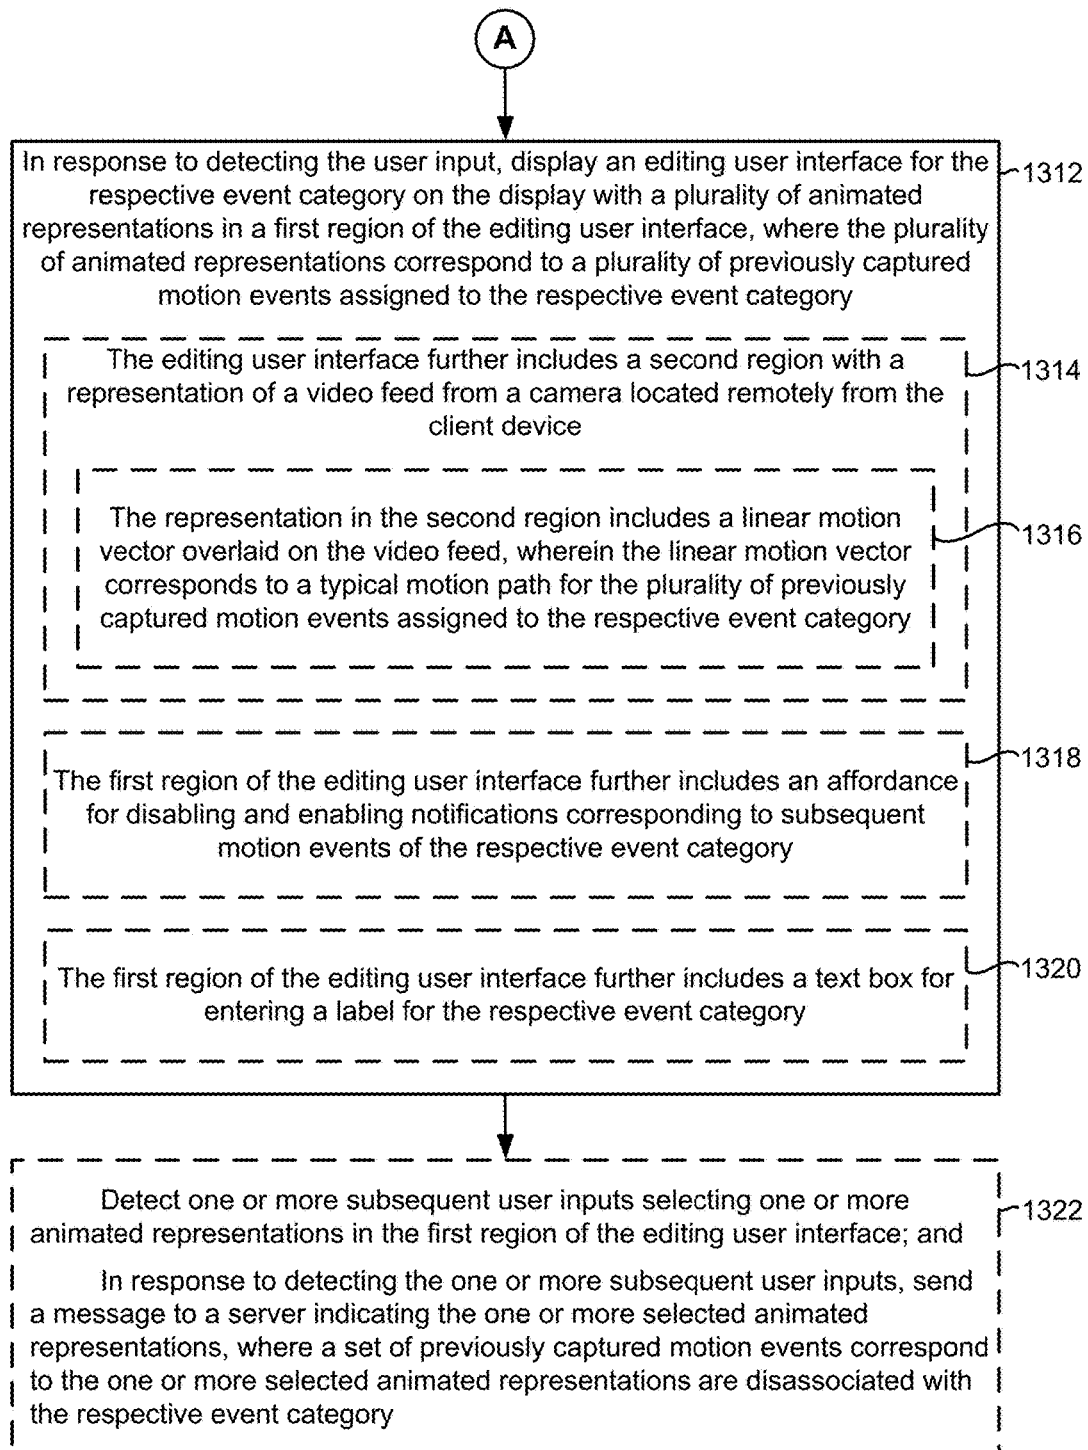 A
In response to detecting the user input, display an editing user interface for the
respective event category on the display with a plurality of animated
representations in a first region of the editing user interface, where the plurality
of animated representations correspond to a plurality of previously captured
motion events assigned to the respective event category
1312
The editing user interface further includes a second region with a
representation of a video feed from a camera located remotely from the
client device
1314
The representation in the second region includes a linear motion
vector overlaid on the video feed, wherein the linear motion vector
corresponds to a typical motion path for the plurality of previously
captured motion events assigned to the respective event category
1316
The first region of the editing user interface further includes an affordance
for disabling and enabling notifications corresponding to subsequent
motion events of the respective event category
1318
The first region of the editing user interface further includes a text box for
entering a label for the respective event category
1320
Detect one or more subsequent user inputs selecting one or more
animated representations in the first region of the editing user interface; and
In response to detecting the one or more subsequent user inputs, send
a message to a server indicating the one or more selected animated
representations, where a set of previously captured motion events correspond
to the one or more selected animated representations are disassociated with
the respective event category
1322